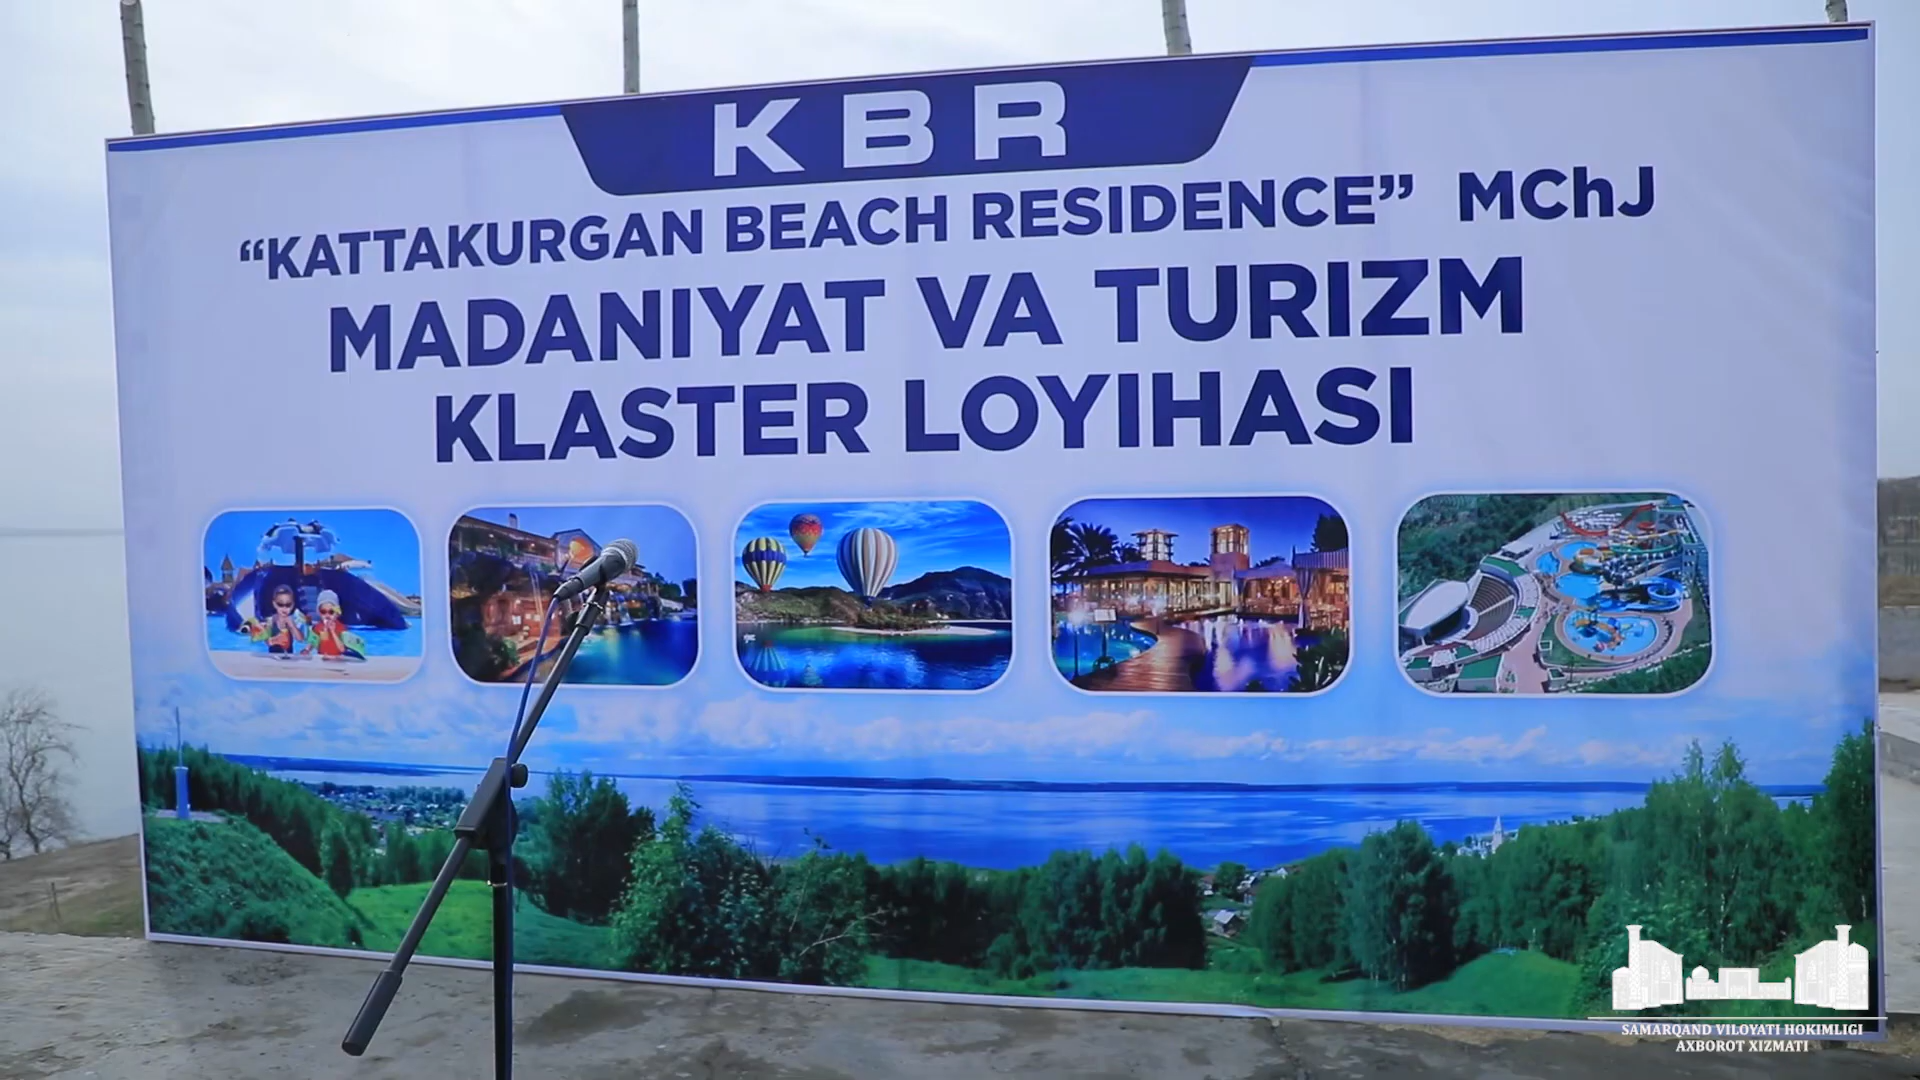 KBR
“KATTAKURGAN BEACH RESIDENCE” MChJ
MADANIYAT VA TURIZM
KLASTER LOYIHASI
SAMARQAND VILOYATI HOKIMLIGI
AXBOROT XIZMATI